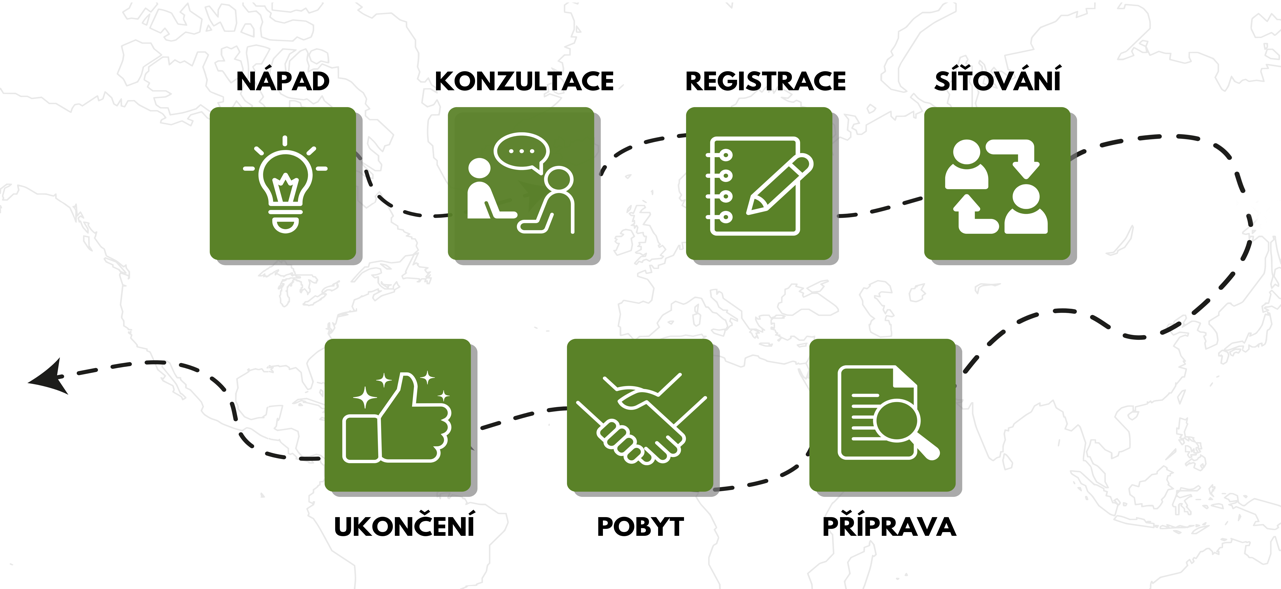 NÁPAD
KONZULTACE
REGISTRACE
SÍŤOVÁNÍ
PŘÍPRAVA
POBYT
UKONČENÍ